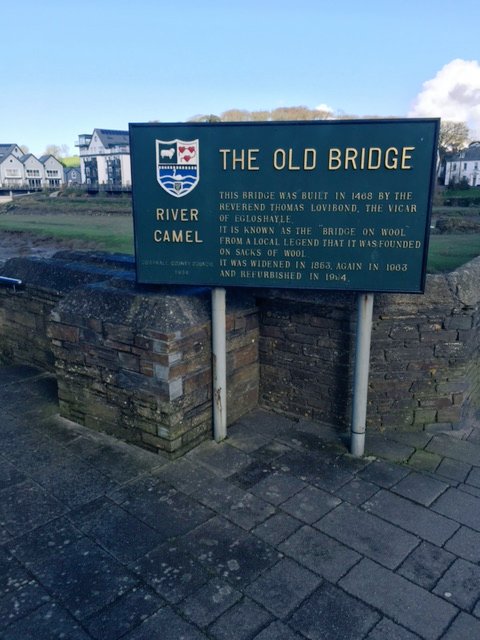 THE OLD BRIDGE
RIVER
CAMEL
CORNWALL COUNTY COUNCIL
THIS BRIDGE WAS BUILT IN 1468 BY THE
REVEREND THOMAS LOVIBOND, THE VICAR
OF EGLOSHAYLE.
IT IS KNOWN AS THE "BRIDGE ON WOOL"
FROM A LOCAL LEGEND THAT IT WAS FOUNDED
ON SACKS OF WOOL.
IT WAS WIDENED IN 1853, AGAIN IN 1963
AND REFURBISHED IN